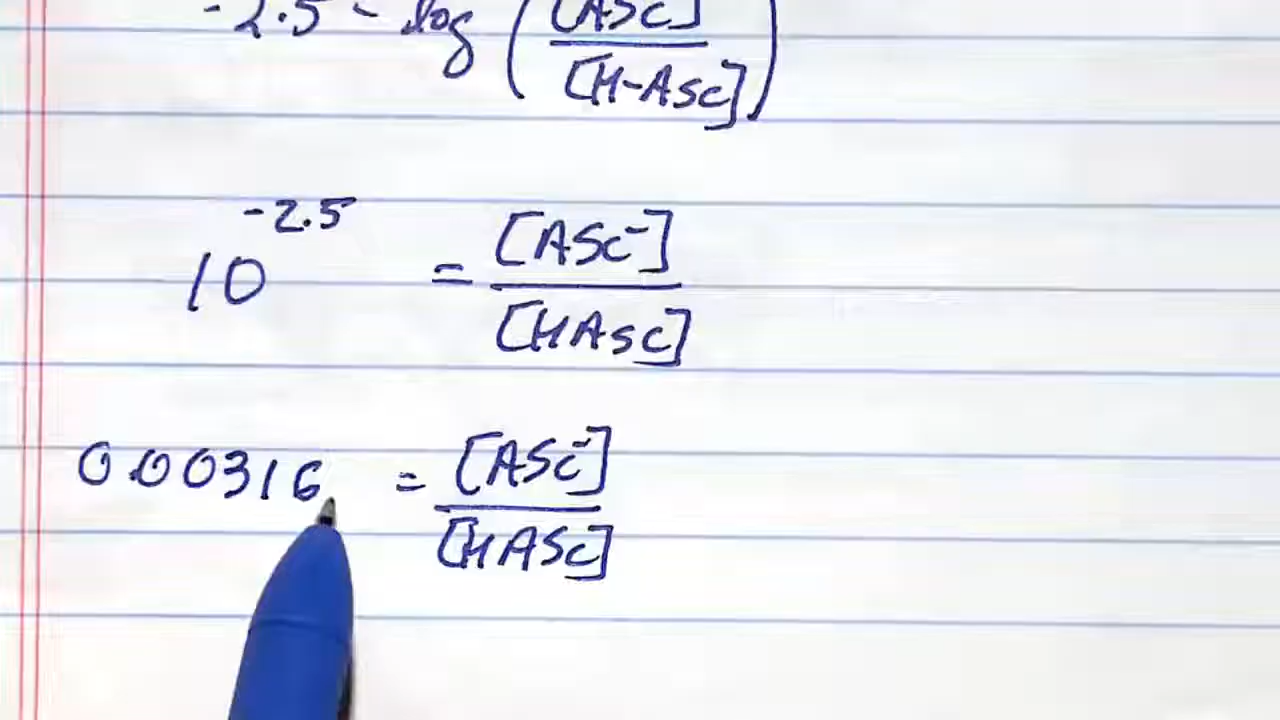 -2.5 = log ( [ASC]
[H-ASC] )
10^-2.5 = [ASC-]
[HASC]
0.00316 = [ASC-]
[HASC]